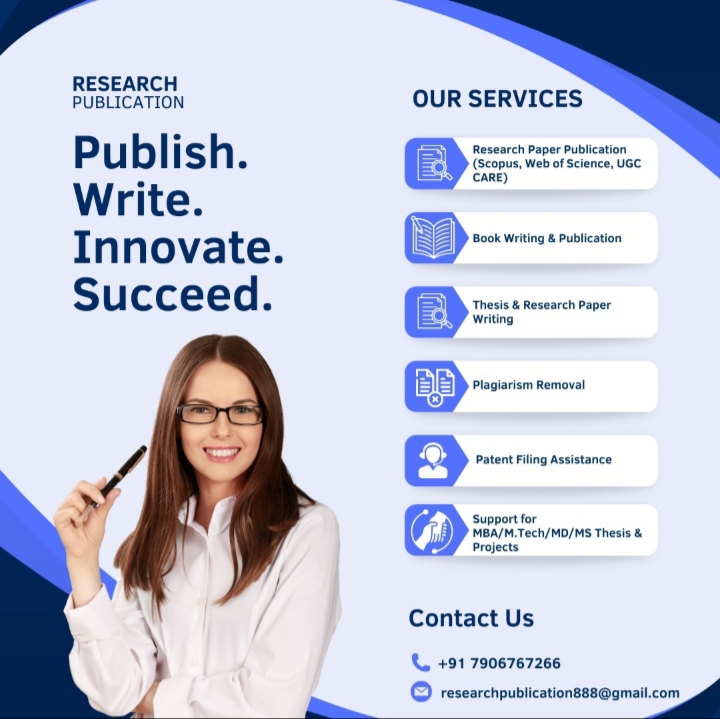 RESEARCH
PUBLICATION
Publish.
Write.
Innovate.
Succeed.
OUR SERVICES
Research Paper Publication
(Scopus, Web of Science, UGC
CARE)
Book Writing & Publication
Thesis & Research Paper
Writing
Plagiarism Removal
Patent Filing Assistance
Support for
MBA/M.Tech/MD/MS Thesis &
Projects
Contact Us
+91 7906767266
researchpublication888@gmail.com